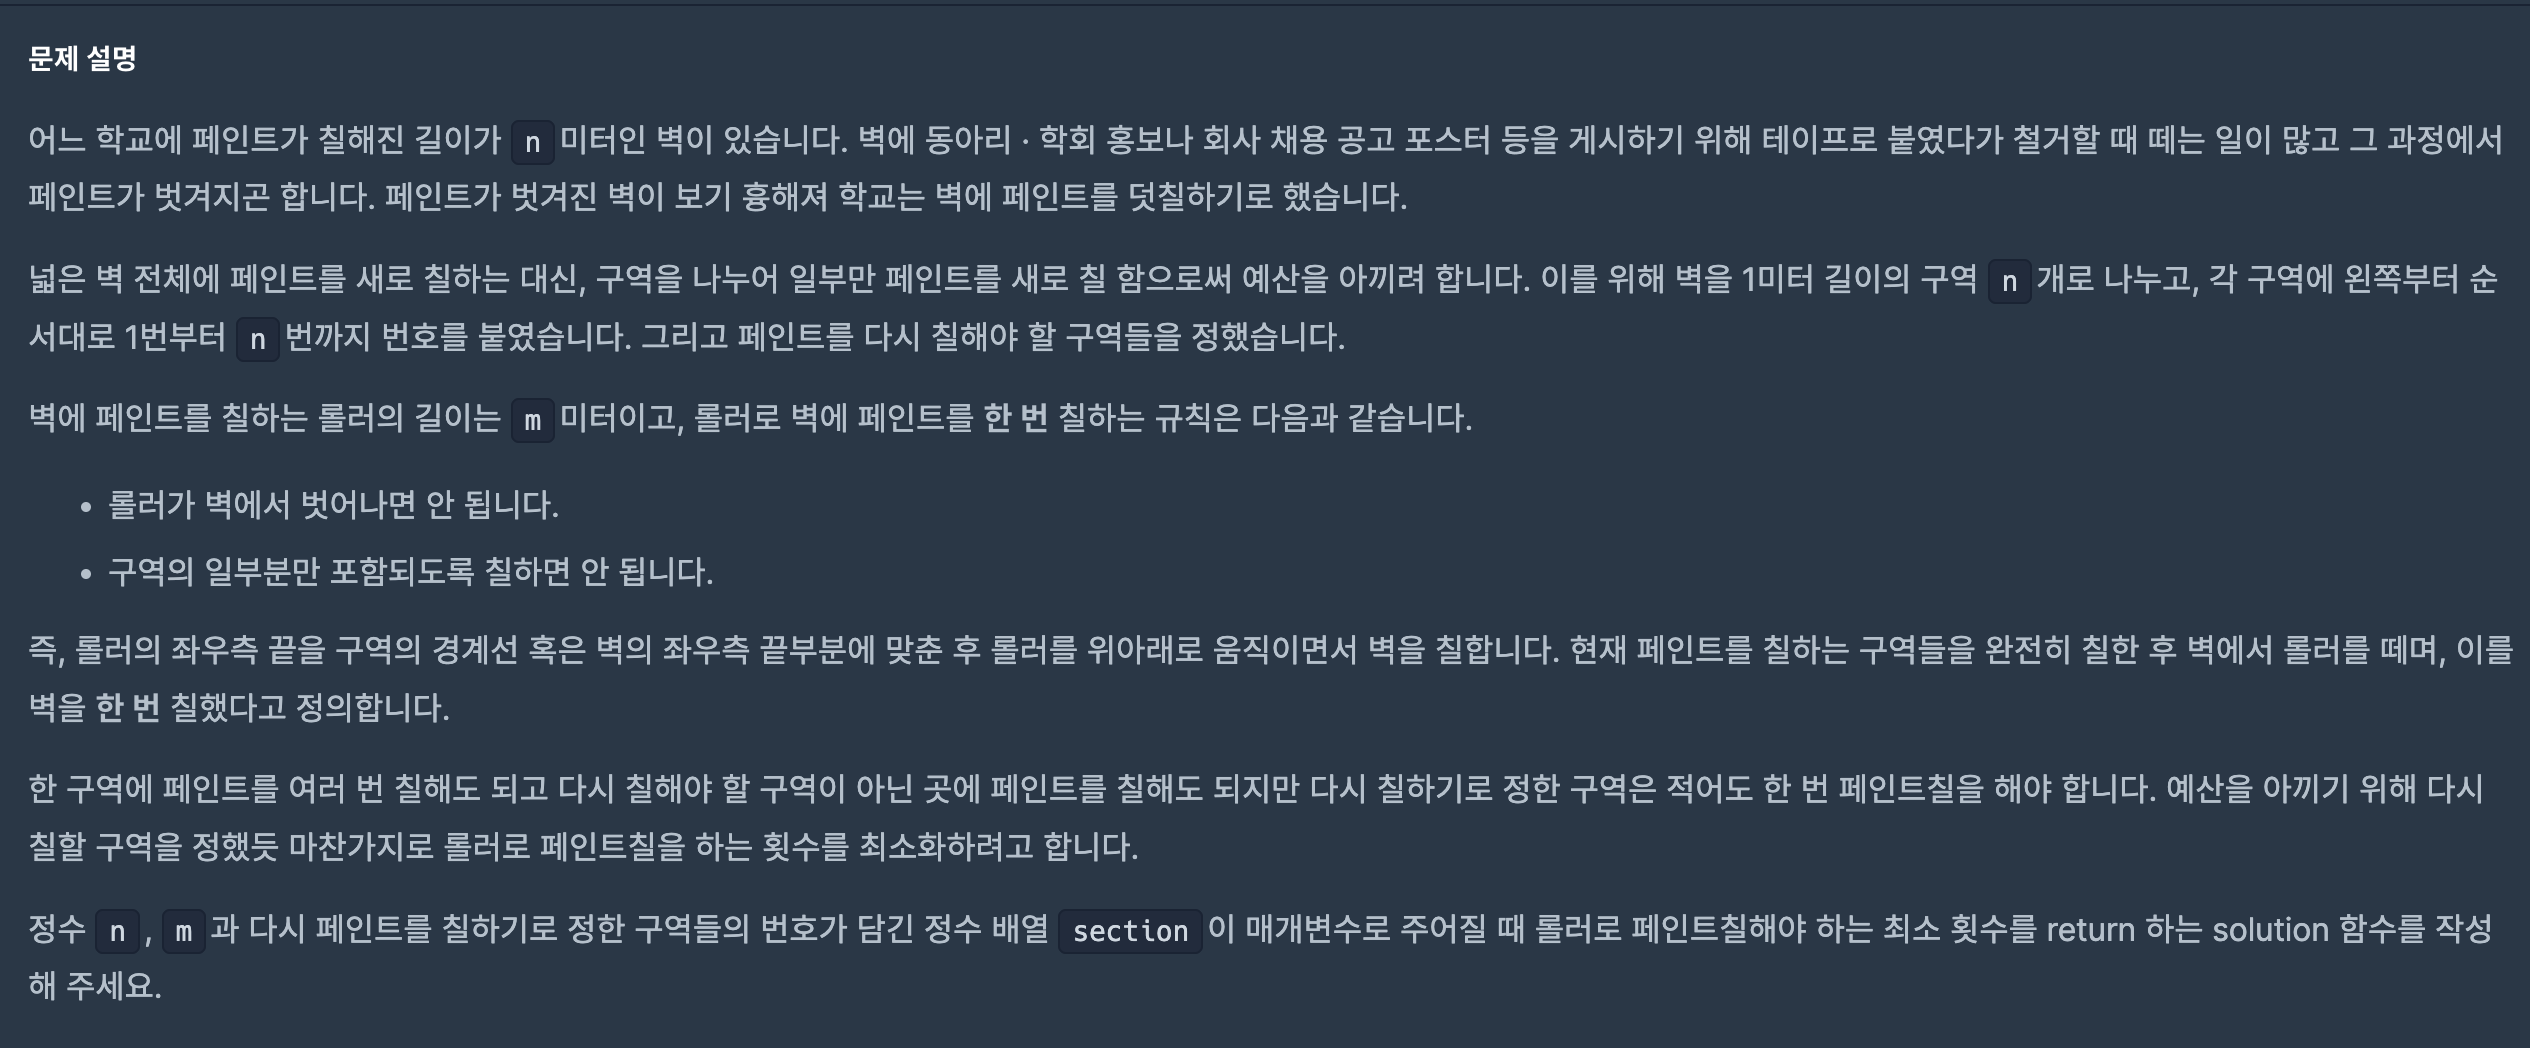 문제 설명
어느 학교에 페인트가 칠해진 길이가 n 미터인 벽이 있습니다. 벽에 동아리 · 학회 홍보나 회사 채용 공고 포스터 등을 게시하기 위해 테이프로 붙였다가 철거할 때 떼는 일이 많고 그 과정에서
페인트가 벗겨지곤 합니다. 페인트가 벗겨진 벽이 보기 흉해져 학교는 벽에 페인트를 덧칠하기로 했습니다.
넓은 벽 전체에 페인트를 새로 칠하는 대신, 구역을 나누어 일부만 페인트를 새로 칠 함으로써 예산을 아끼려 합니다. 이를 위해 벽을 1미터 길이의 구역 n 개로 나누고, 각 구역에 왼쪽부터 순
서대로 1번부터 n 번까지 번호를 붙였습니다. 그리고 페인트를 다시 칠해야 할 구역들을 정했습니다.
벽에 페인트를 칠하는 롤러의 길이는 m 미터이고, 롤러로 벽에 페인트를 한 번 칠하는 규칙은 다음과 같습니다.
• 롤러가 벽에서 벗어나면 안 됩니다.
• 구역의 일부분만 포함되도록 칠하면 안 됩니다.
즉, 롤러의 좌우측 끝을 구역의 경계선 혹은 벽의 좌우측 끝부분에 맞춘 후 롤러를 위아래로 움직이면서 벽을 칠합니다. 현재 페인트를 칠하는 구역들을 완전히 칠한 후 벽에서 롤러를 떼며, 이를
벽을 한 번 칠했다고 정의합니다.
한 구역에 페인트를 여러 번 칠해도 되고 다시 칠해야 할 구역이 아닌 곳에 페인트를 칠해도 되지만 다시 칠하기로 정한 구역은 적어도 한 번 페인트칠을 해야 합니다. 예산을 아끼기 위해 다시
칠할 구역을 정했듯 마찬가지로 롤러로 페인트칠을 하는 횟수를 최소화하려고 합니다.
정수 n, m 과 다시 페인트를 칠하기로 정한 구역들의 번호가 담긴 정수 배열 section 이 매개변수로 주어질 때 롤러로 페인트칠해야 하는 최소 횟수를 return 하는 solution 함수를 작성
해 주세요.